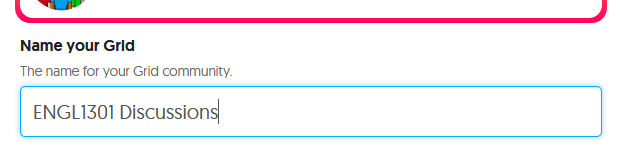 Name your Grid
The name for your Grid community.
ENGL1301 Discussions